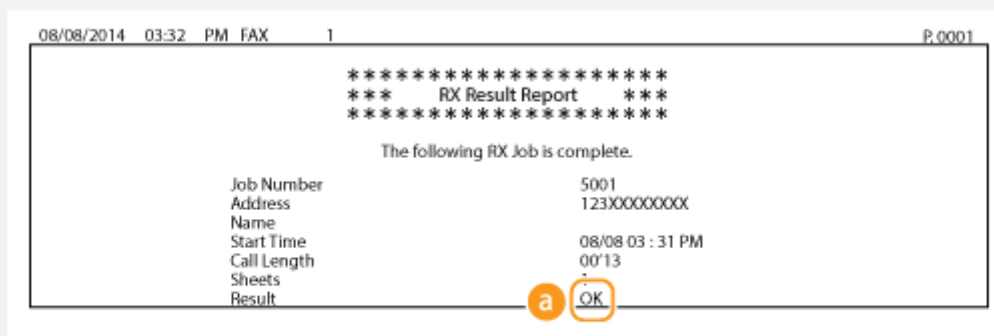 08/08/2014 03:32 PM FAX 1 P. 0001
********************
*** RX Result Report ***
********************
The following RX Job is complete.
Job Number 5001
Address 123XXXXXXXX
Name
Start Time 08/08 03 : 31 PM
Call Length 00'13
Sheets
Result a OK